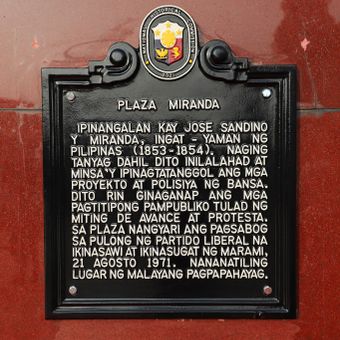 PLAZA MIRANDA
IPINANGALAN KAY JOSE SANDINO
Y MIRANDA, INGAT-YAMAN NG
PILIPINAS (1853-1854). NAGING
TANYAG DAHIL DITO INILALAHAD AT
MINSA'Y IPINAGTATANGGOL ANG MGA
PROYEKTO AT POLISIYA NG BANSA.
DITO RIN GINAGANAP ANG MGA
PAGTITIPONG PAMPUBLIKO TULAD NG
MITING DE AVANCE AT PROTESTA.
SA PLAZA NANGYARI ANG PAGSABOG
SA PULONG NG PARTIDO LIBERAL NA
IKINASAWI AT IKINASUGAT NG MARAMI,
21 AGOSTO 1971. NANANATILING
LUGAR NG MALAYANG PAGPAPAHAYAG.